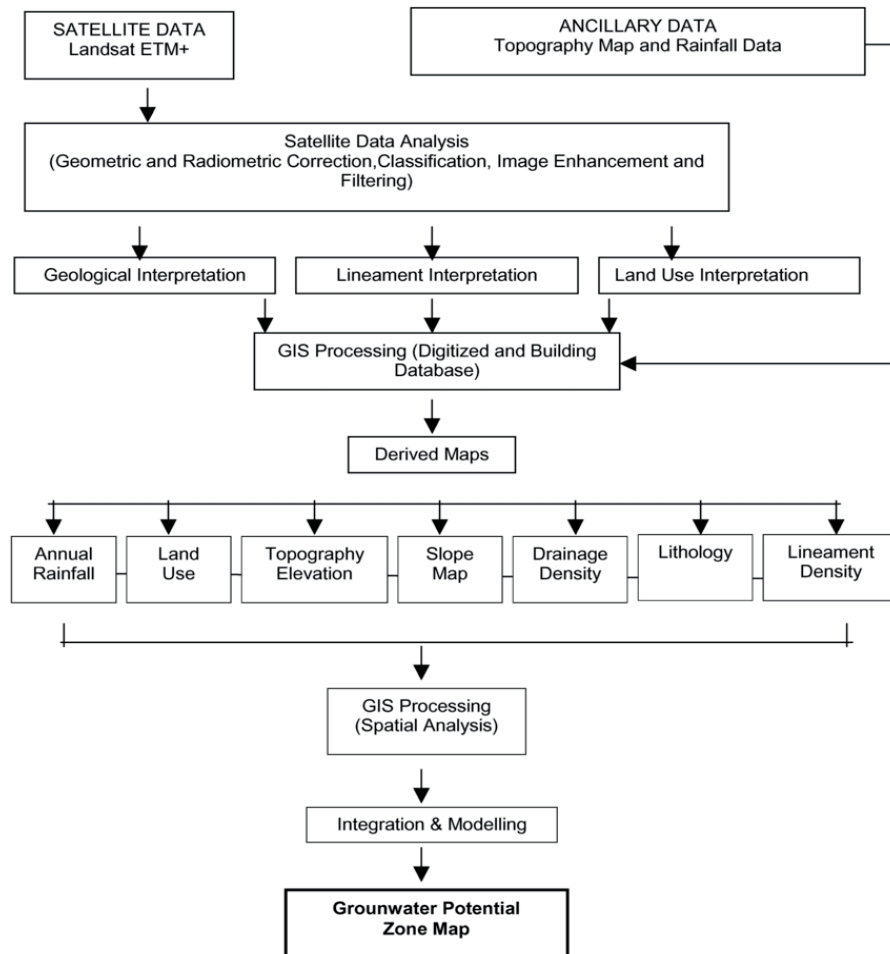 SATELLITE DATA
Landsat ETM+
ANCILLARY DATA
Topography Map and Rainfall Data
Satellite Data Analysis
(Geometric and Radiometric Correction,Classification, Image Enhancement and
Filtering)
Geological Interpretation
Lineament Interpretation
Land Use Interpretation
GIS Processing (Digitized and Building
Database)
Derived Maps
Annual
Rainfall
Land
Use
Topography
Elevation
Slope
Map
Drainage
Density
Lithology
Lineament
Density
GIS Processing
(Spatial Analysis)
Integration & Modelling
Grounwater Potential
Zone Map